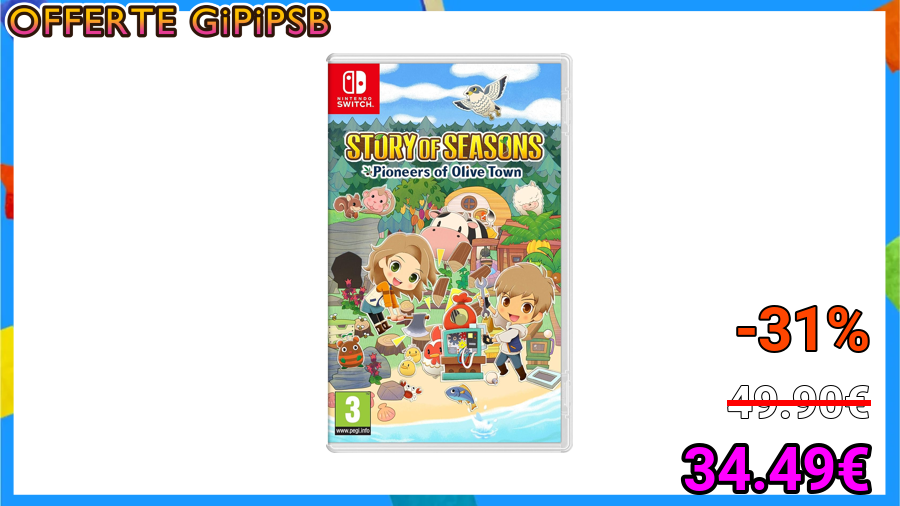 OFFERTE GiPiPSB
NINTENDO
SWITCH.
STORY OF SEASONS
Pioneers of Olive Town
3
www.pegi.info
-31%
49.90€
34.49€